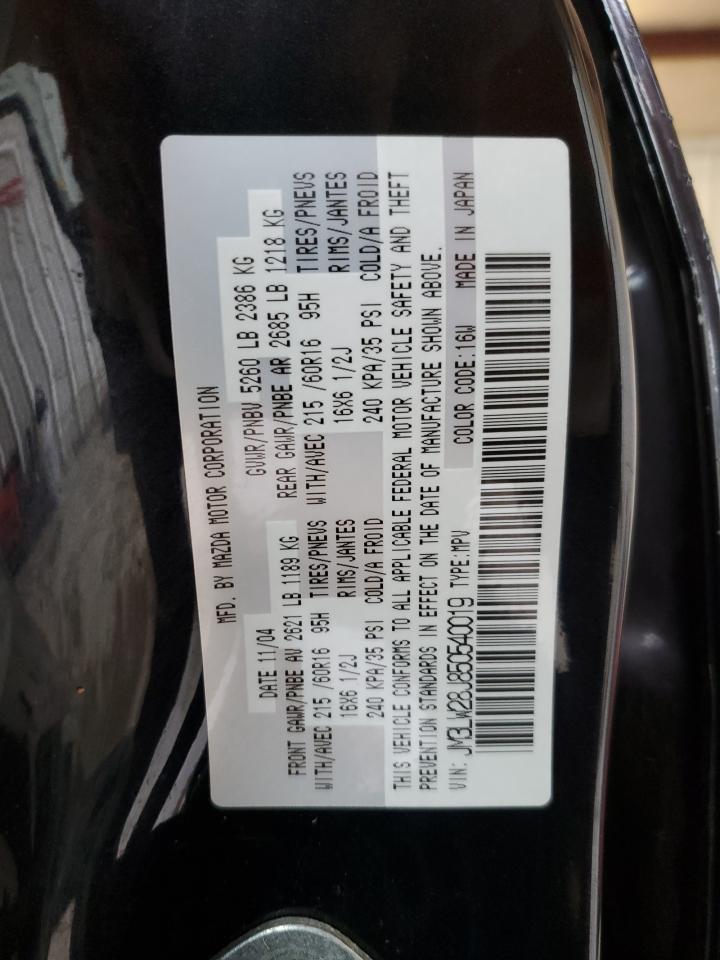 MFD. BY MAZDA MOTOR CORPORATION
DATE 11/04 GVWR/PNBV 5260 LB 2386 KG
FRONT GAWR/PNBE AV 2621 LB 1189 KG REAR GAWR/PNBE AR 2685 LB 1218 KG
WITH/AVEC 215 /60R16 95H TIRES/PNEUS WITH/AVEC 215 /60R16 95H TIRES/PNEUS
16X6 1/2J RIMS/JANTES 16X6 1/2J RIMS/JANTES
240 KPA/35 PSI COLD/A FROID 240 KPA/35 PSI COLD/A FROID
THIS VEHICLE CONFORMS TO ALL APPLICABLE FEDERAL MOTOR VEHICLE SAFETY AND THEFT
PREVENTION STANDARDS IN EFFECT ON THE DATE OF MANUFACTURE SHOWN ABOVE.
VIN: JM3LW28J850540019 TYPE:MPV COLOR CODE:16W MADE IN JAPAN